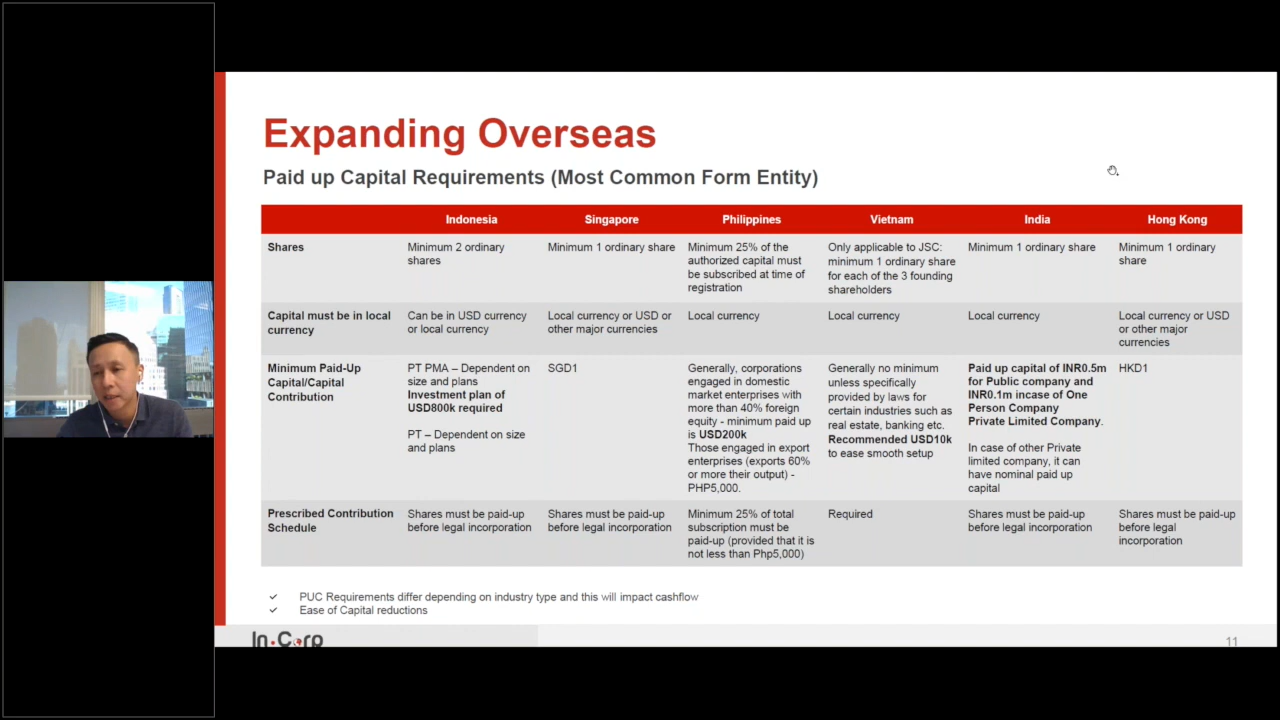 Expanding Overseas
Paid up Capital Requirements (Most Common Form Entity)
Indonesia Singapore Philippines Vietnam India Hong Kong
Shares
Minimum 2 ordinary
shares
Minimum 1 ordinary share
Minimum 25% of the
authorized capital must
be subscribed at time of
registration
Only applicable to JSC:
minimum 1 ordinary share
for each of the 3 founding
shareholders
Minimum 1 ordinary share
Minimum 1 ordinary
share
Capital must be in local
currency
Can be in USD currency
or local currency
Local currency or USD or
other major currencies
Local currency
Local currency
Local currency
Local currency or USD
or other major
currencies
Minimum Paid-Up
Capital/Capital
Contribution
PT PMA – Dependent on
size and plans
Investment plan of
USD800k required
PT – Dependent on size
and plans
SGD1
Generally, corporations
engaged in domestic
market enterprises with
more than 40% foreign
equity - minimum paid up
is USD200k
Those engaged in export
enterprises (exports 60%
or more their output) -
PHP5,000.
Generally no minimum
unless specifically
provided by laws for
certain industries such as
real estate, banking etc.
Recommended USD10k
to ease smooth setup
Paid up capital of INR0.5m
for Public company and
INR0.1m incase of One
Person Company
Private Limited Company.
In case of other Private
limited company, it can
have nominal paid up
capital
HKD1
Prescribed Contribution
Schedule
Shares must be paid-up
before legal incorporation
Shares must be paid-up
before legal incorporation
Minimum 25% of total
subscription must be
paid-up (provided that it is
not less than Php5,000)
Required
Shares must be paid-up
before legal incorporation
Shares must be paid-up
before legal
incorporation
✓ PUC Requirements differ depending on industry type and this will impact cashflow
✓ Ease of Capital reductions
In.Corp
11